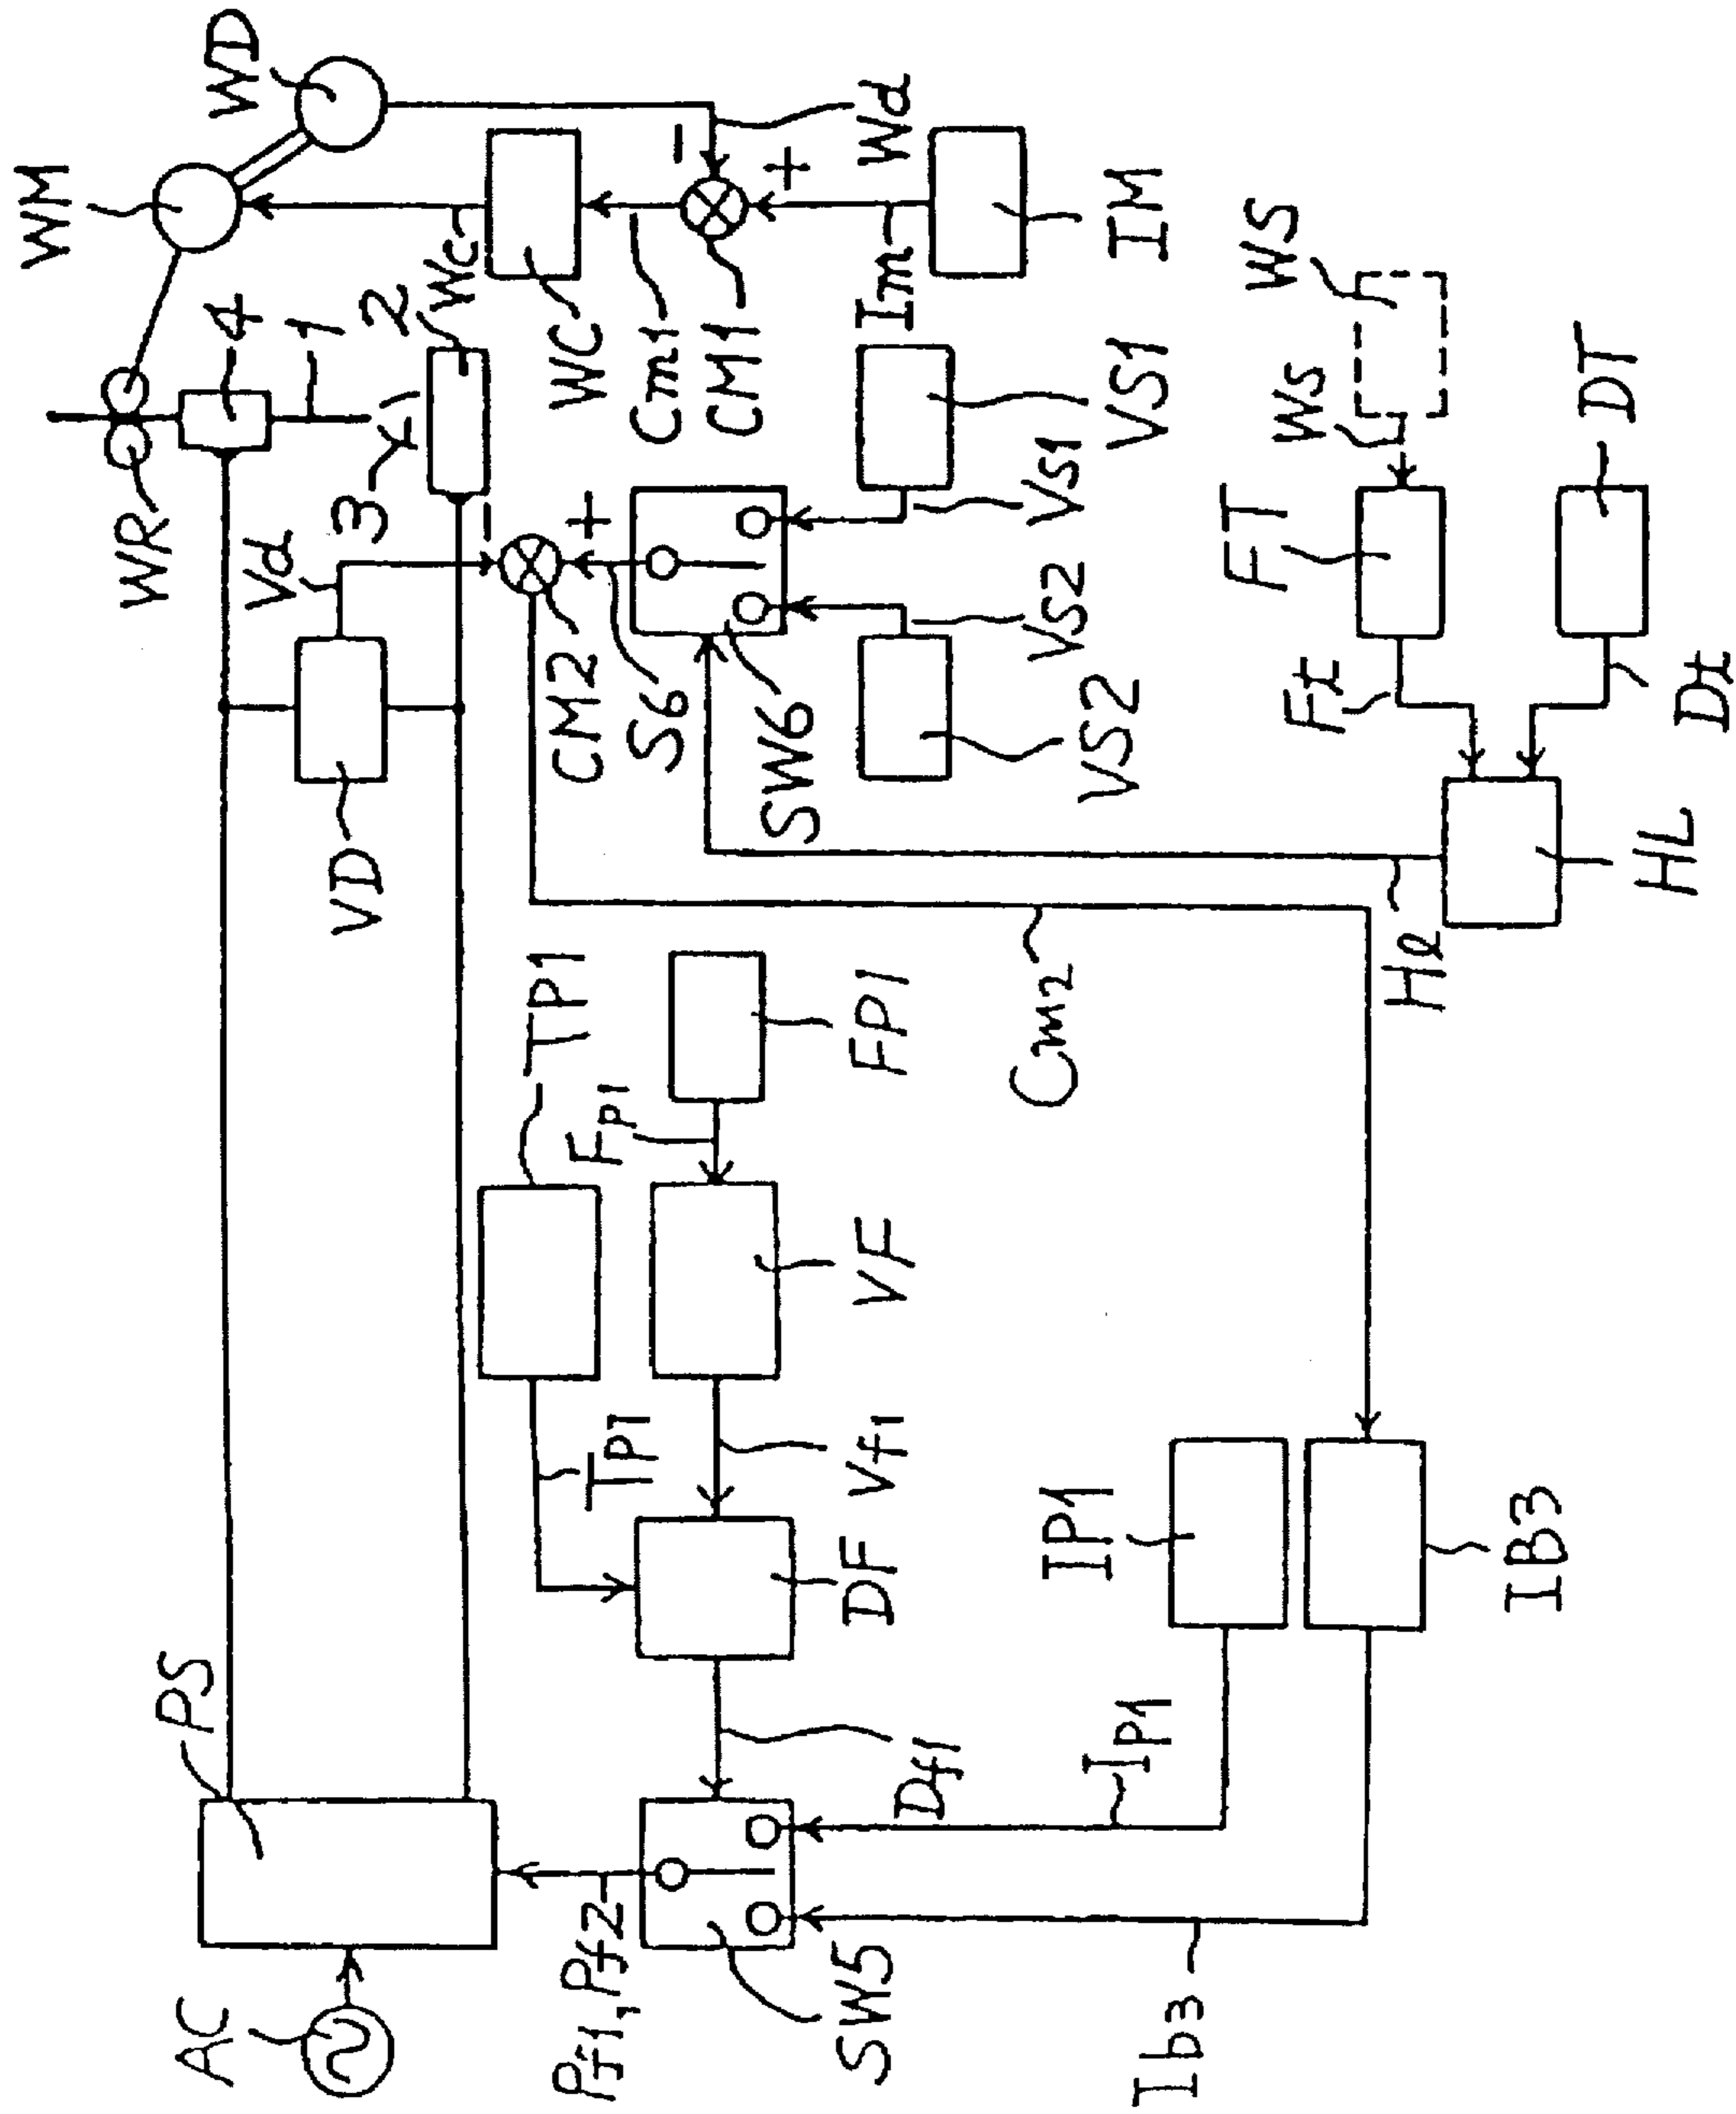 AC
PS
WR
WM
WD
4
1
2
3
Vd
VD
Wc
WC
Cm1
CM1
Wd
Im
IM
-
+
-
+
CM2
S6
SW6
VS1
Vs1
VS2
Vs2
TP1
Tp1
Fp1
FP1
VF
Vf1
DF
Df1
Pf1, Pf2
SW5
Cm2
IP1
Ip1
IB3
Ib3
WS
Ws
FT
Ft
DT
Dt
HL
Hl